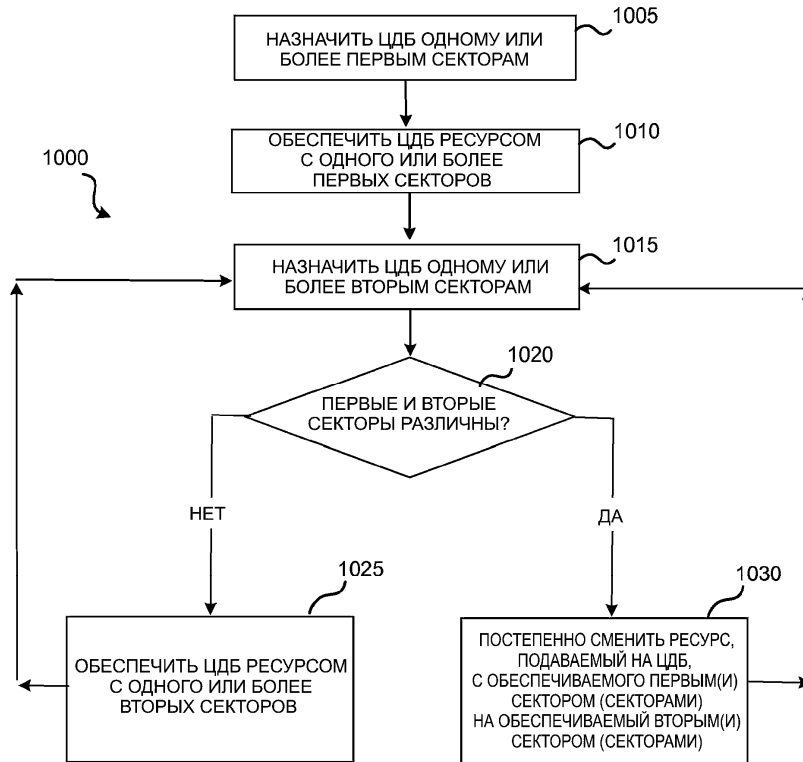 1005
НАЗНАЧИТЬ ЦДБ ОДНОМУ ИЛИ
БОЛЕЕ ПЕРВЫМ СЕКТОРАМ
1010
ОБЕСПЕЧИТЬ ЦДБ РЕСУРСОМ
С ОДНОГО ИЛИ БОЛЕЕ
ПЕРВЫХ СЕКТОРОВ
1000
1015
НАЗНАЧИТЬ ЦДБ ОДНОМУ ИЛИ
БОЛЕЕ ВТОРЫМ СЕКТОРАМ
1020
ПЕРВЫЕ И ВТОРЫЕ
СЕКТОРЫ РАЗЛИЧНЫ?
НЕТ
ДА
1025
ОБЕСПЕЧИТЬ ЦДБ РЕСУРСОМ
С ОДНОГО ИЛИ БОЛЕЕ
ВТОРЫХ СЕКТОРОВ
1030
ПОСТЕПЕННО СМЕНИТЬ РЕСУРС,
ПОДАВАЕМЫЙ НА ЦДБ,
С ОБЕСПЕЧИВАЕМОГО ПЕРВЫМ(И)
СЕКТОРОМ (СЕКТОРАМИ)
НА ОБЕСПЕЧИВАЕМЫЙ ВТОРЫМ(И)
СЕКТОРОМ (СЕКТОРАМИ)